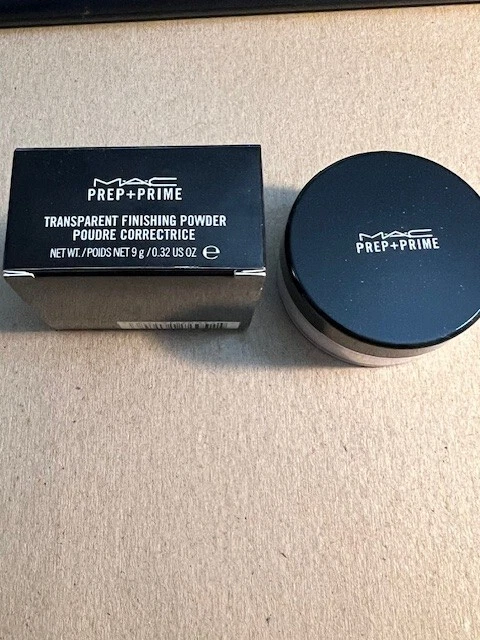 MAC
PREP+PRIME
TRANSPARENT FINISHING POWDER
POUDRE CORRECTRICE
NET WT./POIDS NET 9 g / 0.32 US OZ ℮
MAC
PREP+PRIME